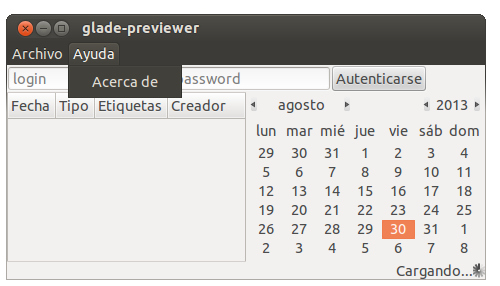 glade-previewer
Archivo Ayuda
Acerca de
login password Autenticarse
Fecha Tipo Etiquetas Creador
agosto 2013
lun mar mié jue vie sáb dom
29 30 31 1 2 3 4
5 6 7 8 9 10 11
12 13 14 15 16 17 18
19 20 21 22 23 24 25
26 27 28 29 30 31 1
2 3 4 5 6 7 8
Cargando...